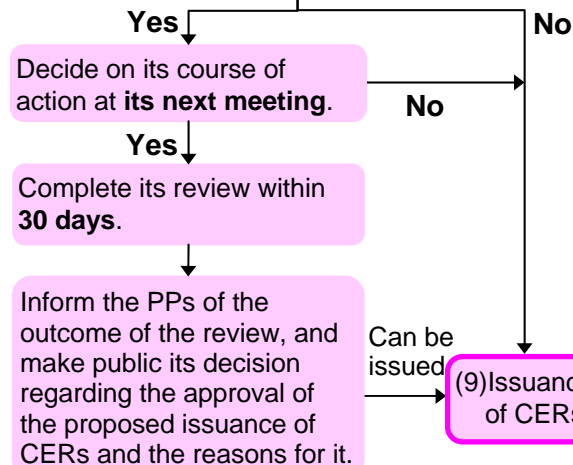 Yes
No
Decide on its course of
action at its next meeting.
No
Yes
Complete its review within
30 days.
Inform the PPs of the
outcome of the review, and
make public its decision
regarding the approval of
the proposed issuance of
CERs and the reasons for it.
Can be
issued
(9)Issuanc
of CERs